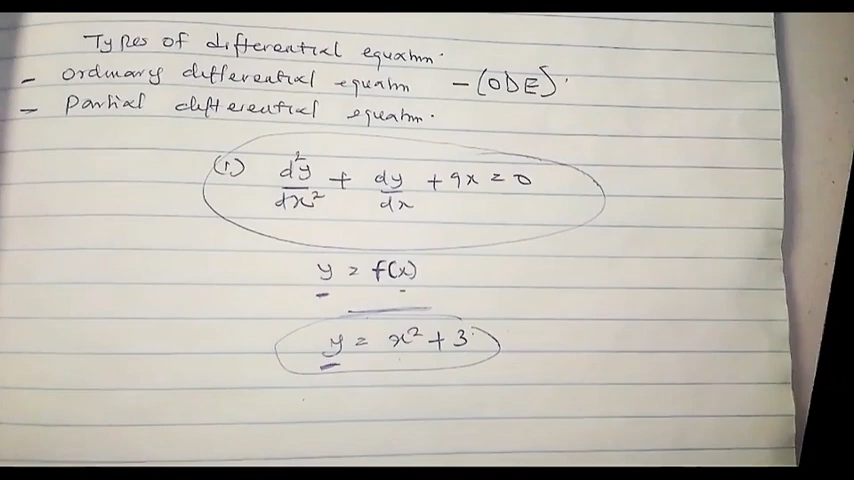 Types of differential equation.
- Ordinary differential equation - (ODE).
- Partial differential equation.
(1) d²y/dx² + dy/dx + 9x = 0
y = f(x)
y = x² + 3